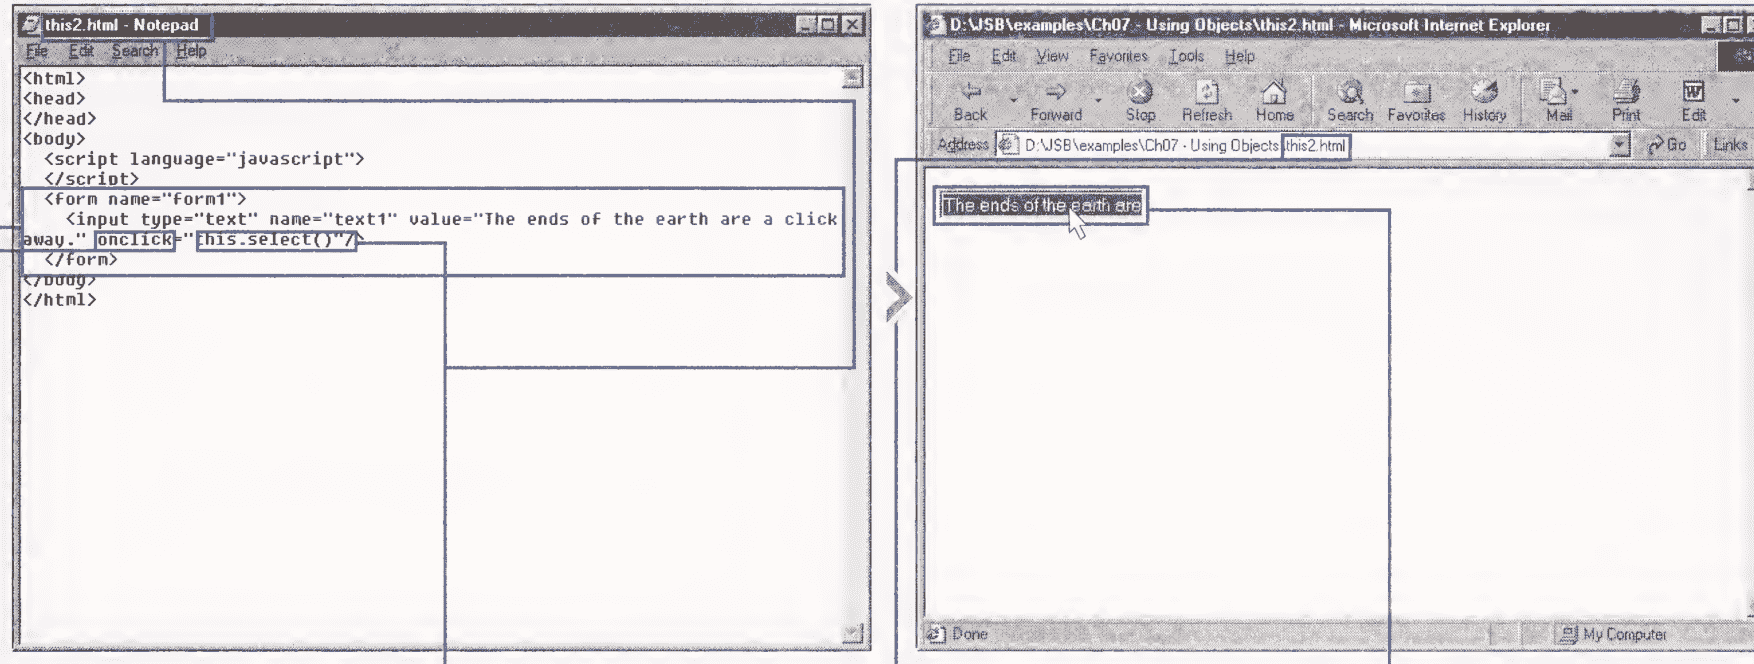 this2.html - Notepad
File Edit Search Help
<html>
<head>
</head>
<body>
<script language="javascript">
</script>
<form name="form1">
<input type="text" name="text1" value="The ends of the earth are a click
away." onclick="this.select()"/>
</form>
</body>
</html>
D:\JSB\examples\Ch07 - Using Objects\this2.html - Microsoft Internet Explorer
File Edit View Favorites Tools Help
Back Forward Stop Refresh Home Search Favorites History Mail Print Edit
Address D:\JSB\examples\Ch07 - Using Objects\this2.html Go Links
The ends of the earth are
Done My Computer